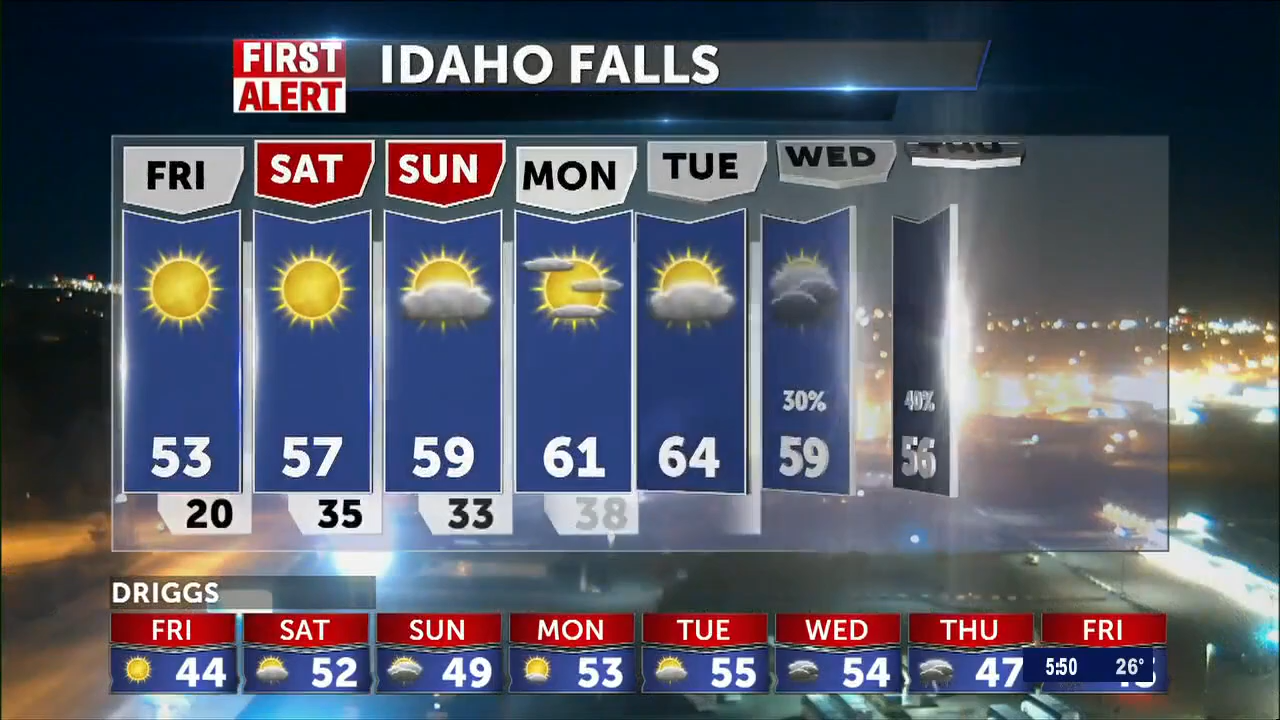 FIRST
ALERT
IDAHO FALLS
FRI SAT SUN MON TUE WED THU
30% 40%
53 57 59 61 64 59 56
20 35 33 38
DRIGGS
FRI SAT SUN MON TUE WED THU FRI
44 52 49 53 55 54 47
5:50 26°